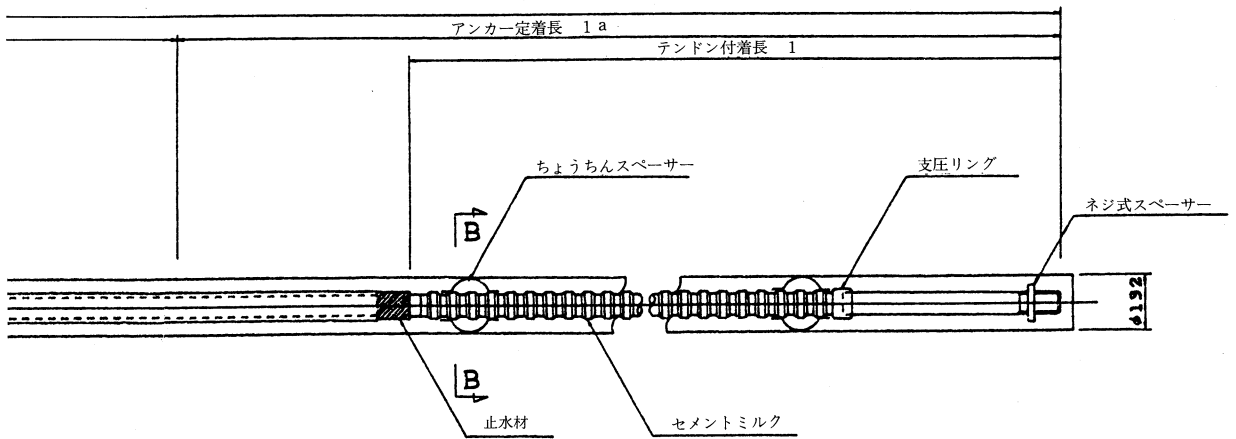 アンカー定着長 1a
テンドン付着長 1
ちょうちんスペーサー
支圧リング
ネジ式スペーサー
B
φ132
B
止水材
セメントミルク